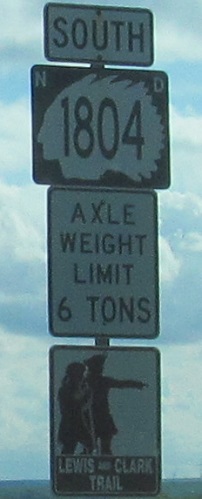 SOUTH
N D
1804
AXLE
WEIGHT
LIMIT
6 TONS
LEWIS AND CLARK
TRAIL